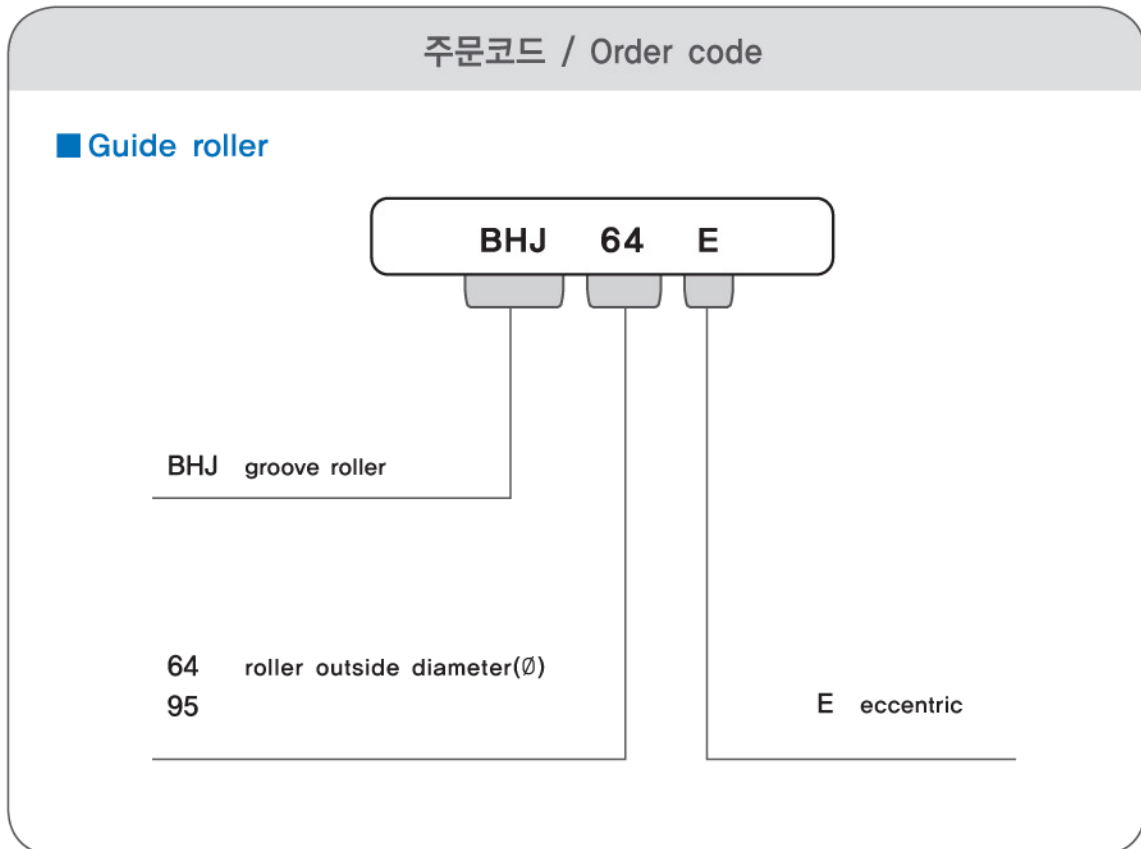 주문코드 / Order code
Guide roller
BHJ 64 E
BHJ groove roller
64 roller outside diameter(Ø)
95
E eccentric